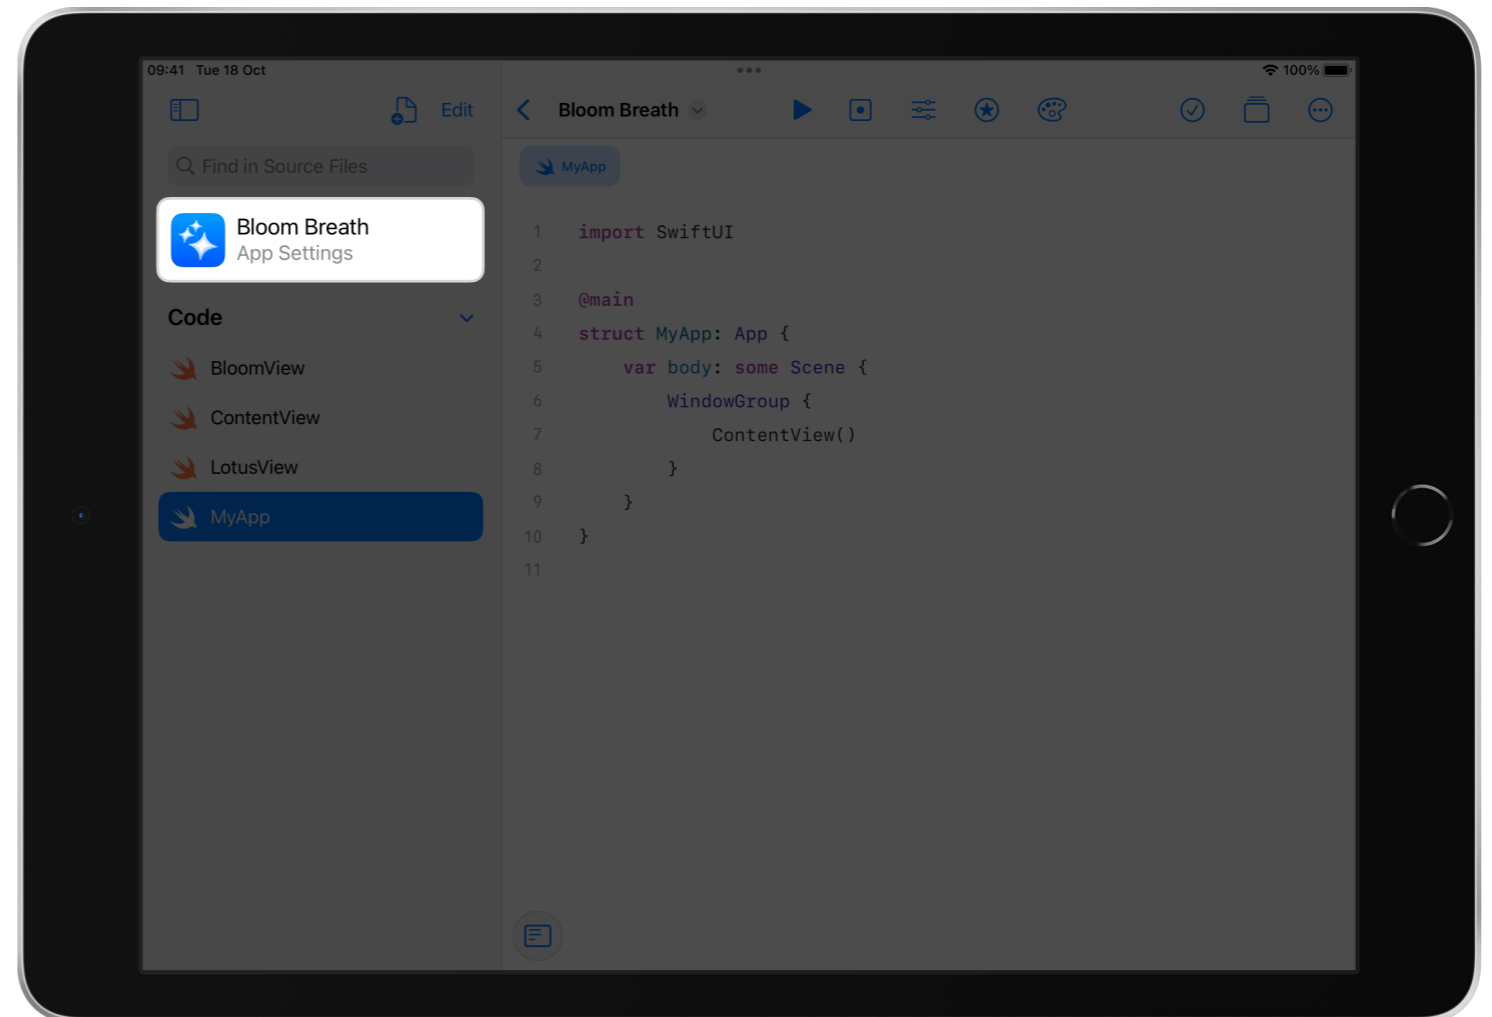 09:41 Tue 18 Oct
100%
Edit
Bloom Breath
Find in Source Files
MyApp
Bloom Breath
App Settings
Code
BloomView
ContentView
LotusView
MyApp
1 import SwiftUI
2
3 @main
4 struct MyApp: App {
5 var body: some Scene {
6 WindowGroup {
7 ContentView()
8 }
9 }
10 }
11